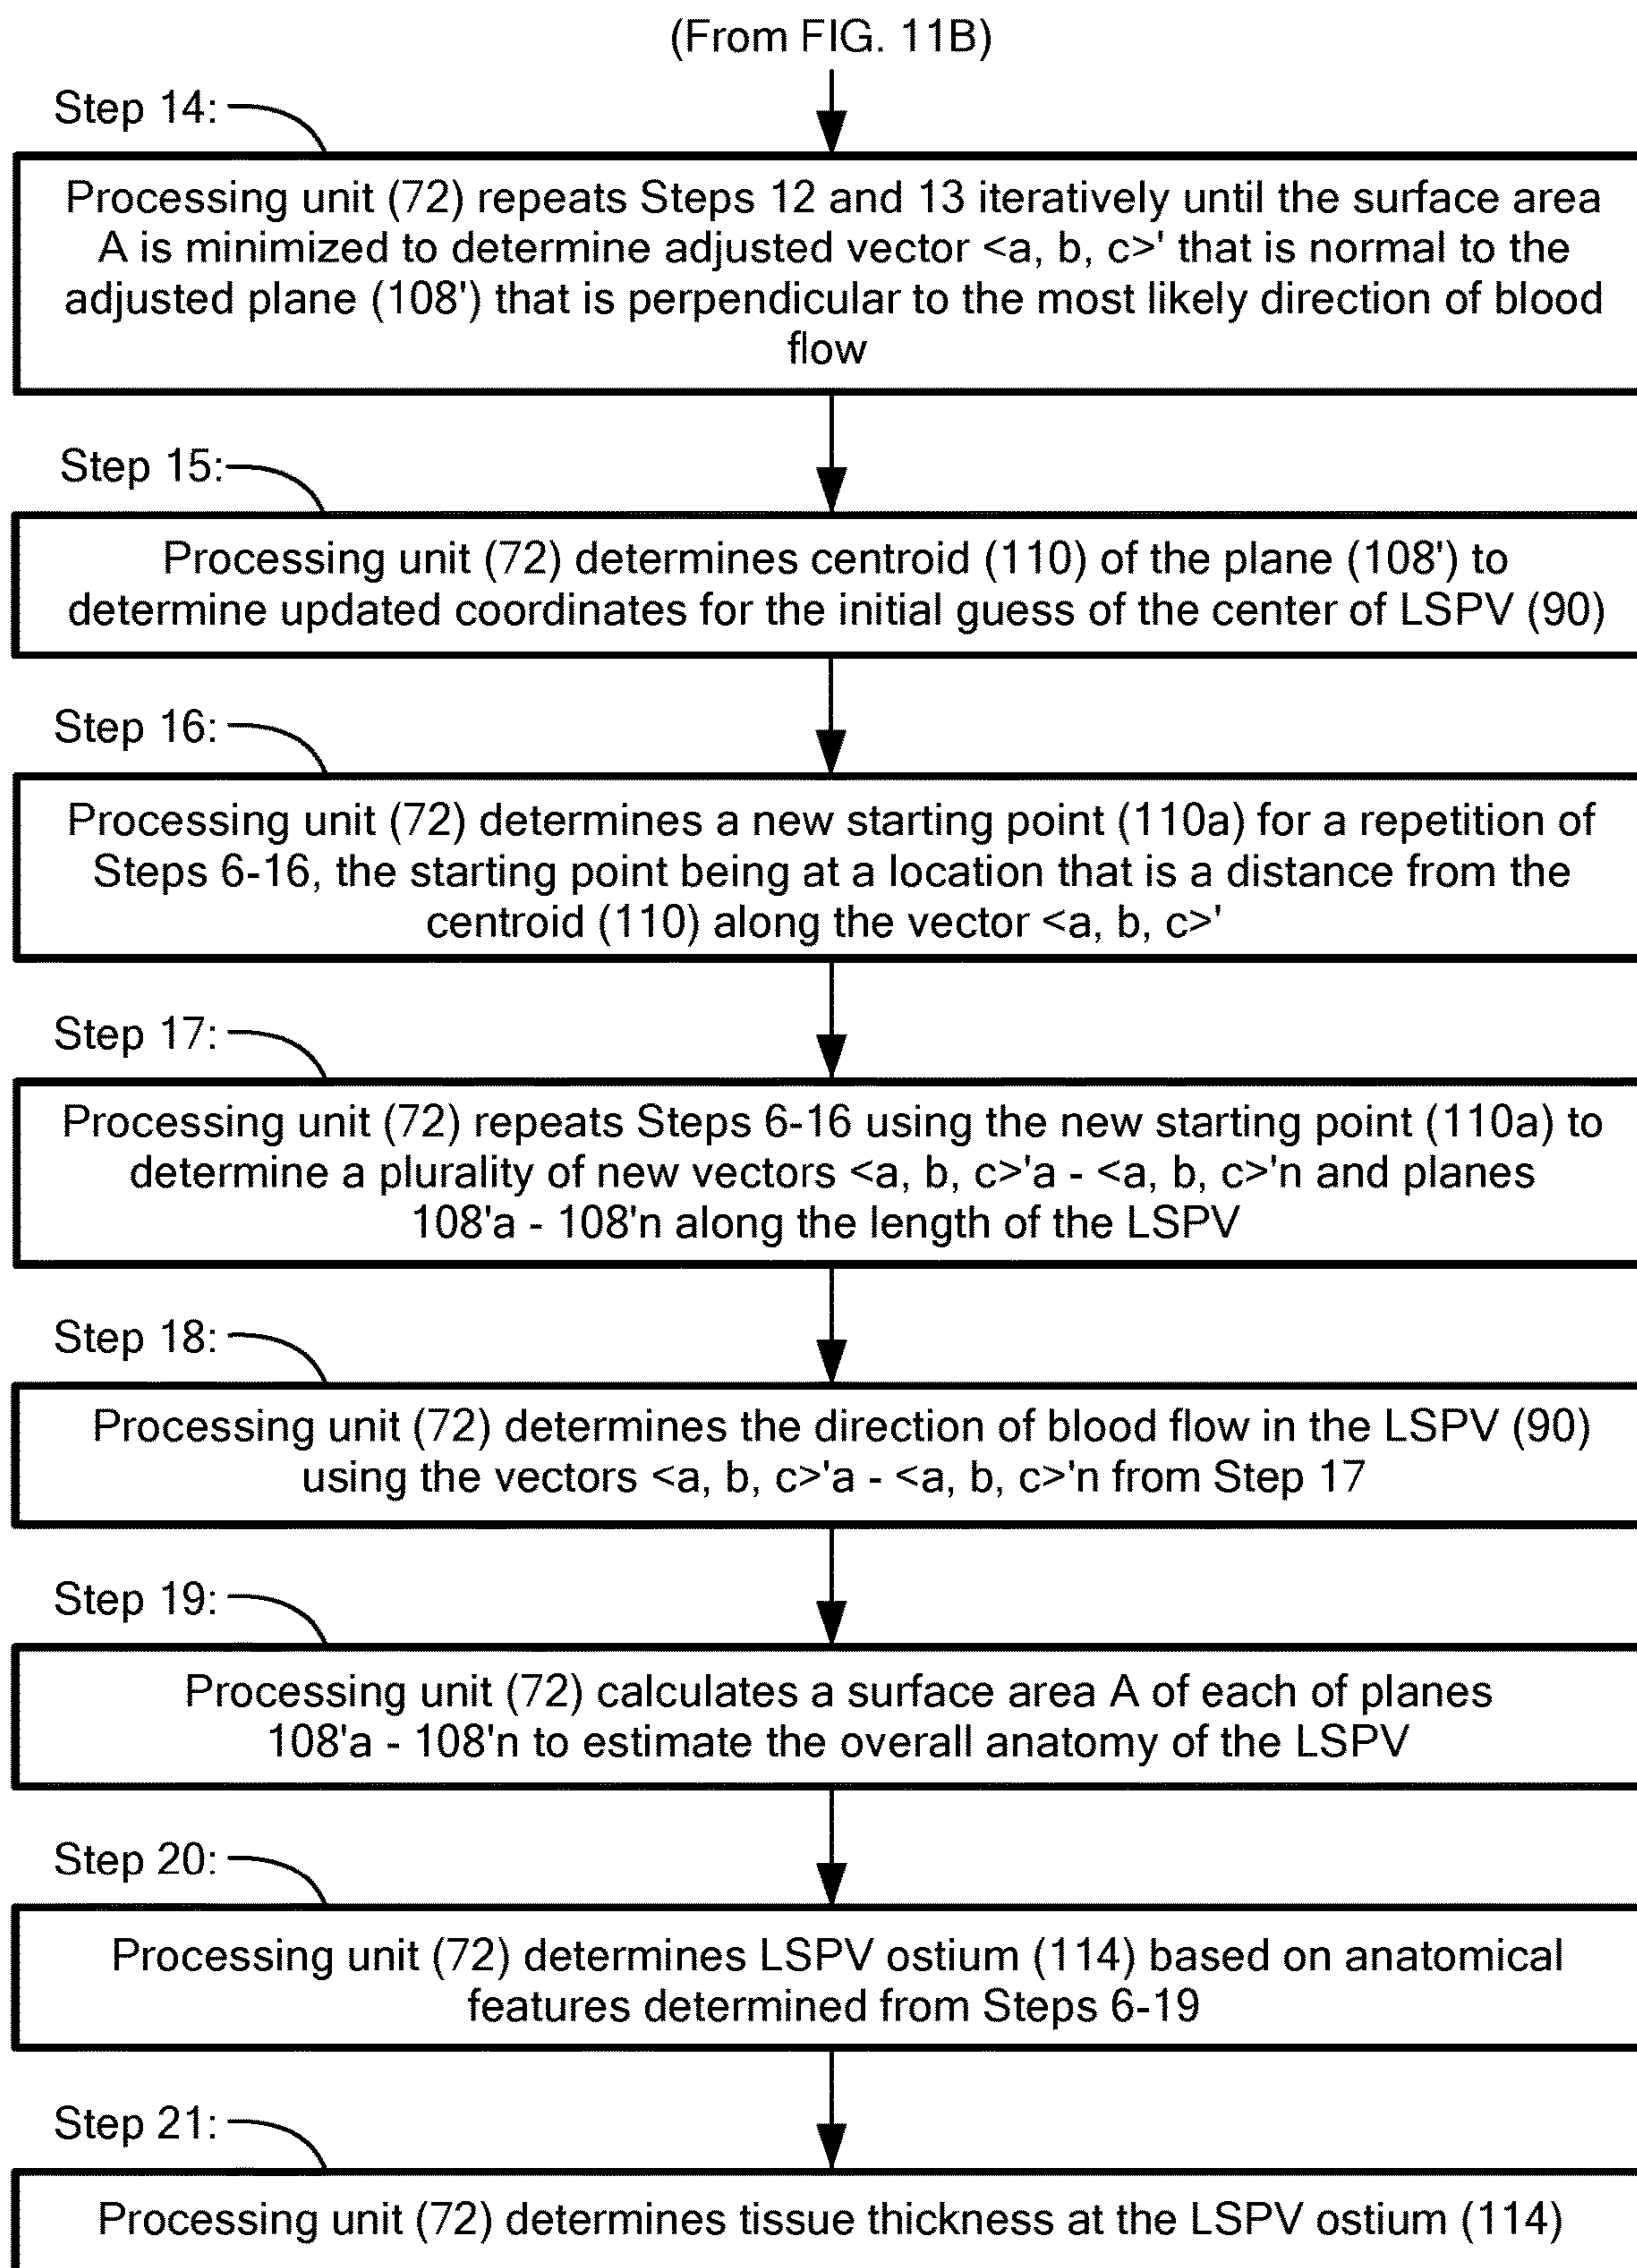 (From FIG. 11B)
Step 14:
Processing unit (72) repeats Steps 12 and 13 iteratively until the surface area
A is minimized to determine adjusted vector <a, b, c>' that is normal to the
adjusted plane (108') that is perpendicular to the most likely direction of blood
flow
Step 15:
Processing unit (72) determines centroid (110) of the plane (108') to
determine updated coordinates for the initial guess of the center of LSPV (90)
Step 16:
Processing unit (72) determines a new starting point (110a) for a repetition of
Steps 6-16, the starting point being at a location that is a distance from the
centroid (110) along the vector <a, b, c>'
Step 17:
Processing unit (72) repeats Steps 6-16 using the new starting point (110a) to
determine a plurality of new vectors <a, b, c>'a - <a, b, c>'n and planes
108'a - 108'n along the length of the LSPV
Step 18:
Processing unit (72) determines the direction of blood flow in the LSPV (90)
using the vectors <a, b, c>'a - <a, b, c>'n from Step 17
Step 19:
Processing unit (72) calculates a surface area A of each of planes
108'a - 108'n to estimate the overall anatomy of the LSPV
Step 20:
Processing unit (72) determines LSPV ostium (114) based on anatomical
features determined from Steps 6-19
Step 21:
Processing unit (72) determines tissue thickness at the LSPV ostium (114)